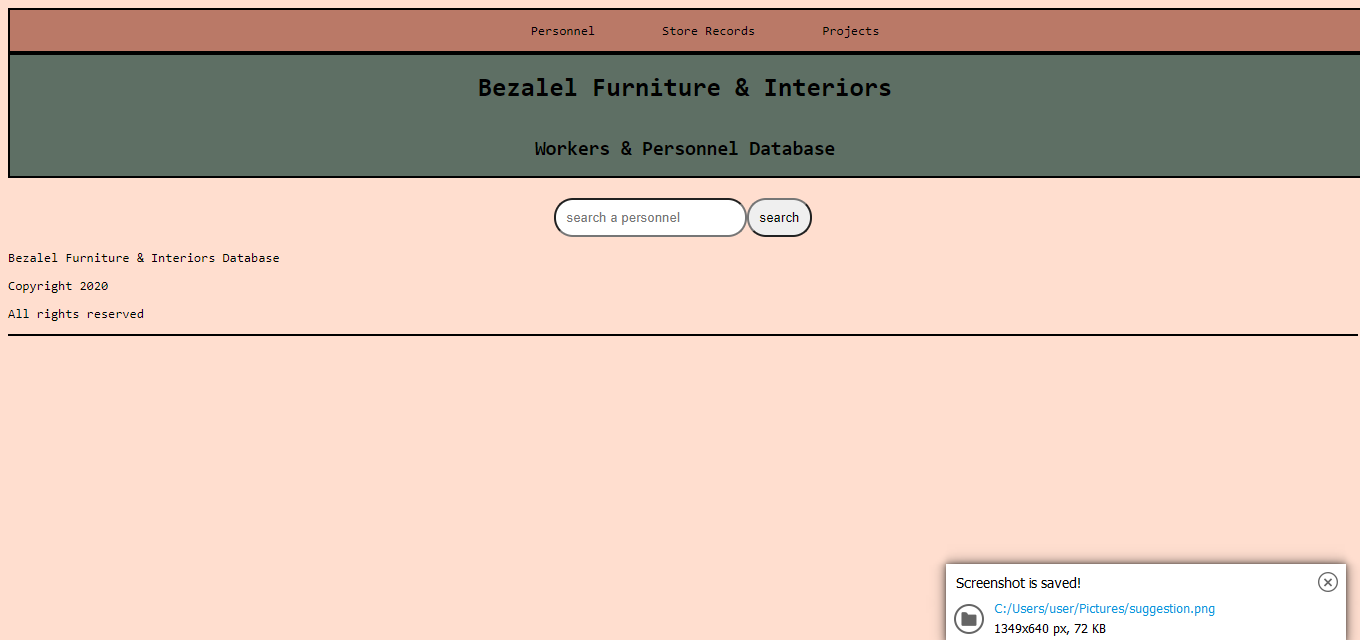 Personnel Store Records Projects
Bezalel Furniture & Interiors
Workers & Personnel Database
search a personnel search
Bezalel Furniture & Interiors Database
Copyright 2020
All rights reserved
Screenshot is saved!
C:/Users/user/Pictures/suggestion.png
1349x640 px, 72 KB